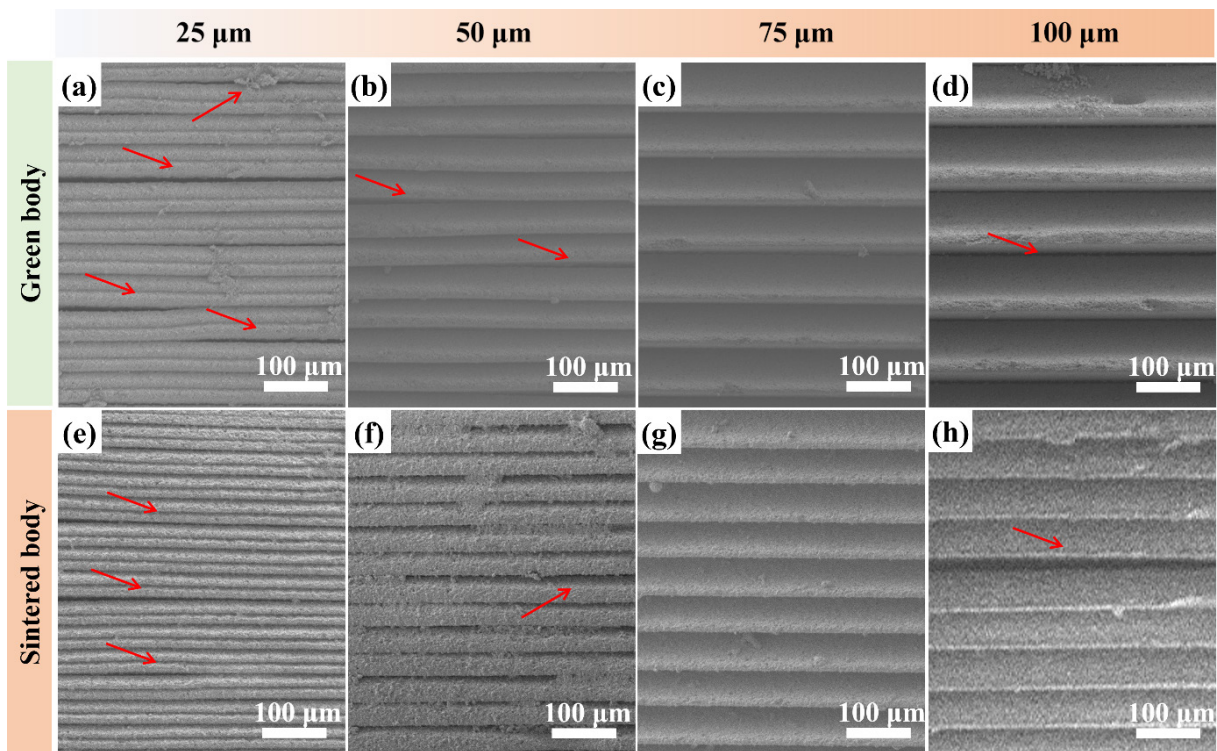 25 μm 50 μm 75 μm 100 μm
Green body
(a) (b) (c) (d)
100 μm 100 μm 100 μm 100 μm
Sintered body
(e) (f) (g) (h)
100 μm 100 μm 100 μm 100 μm